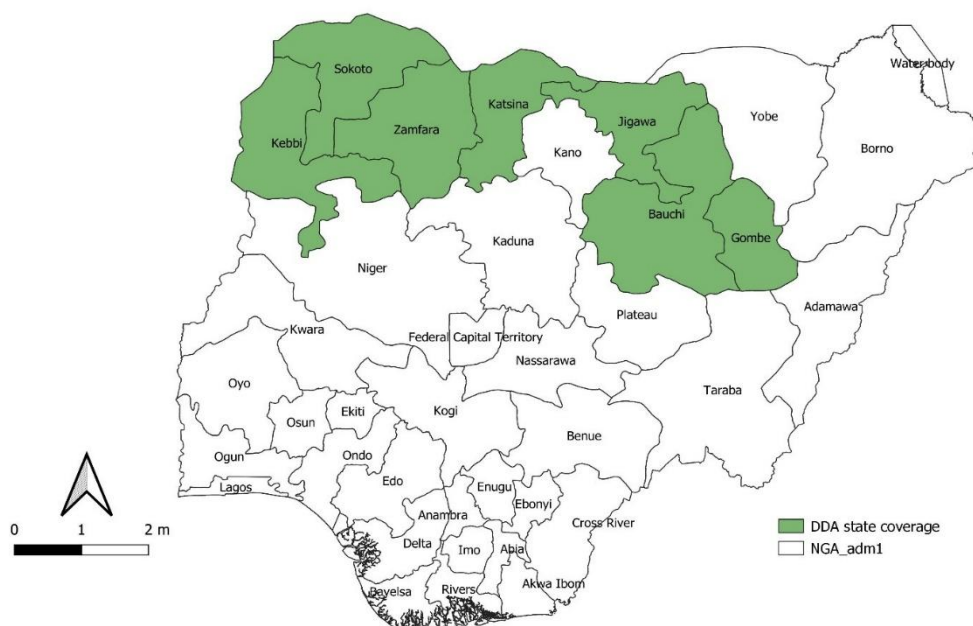 Sokoto
Water body
Katsina
Yobe
Jigawa
Kebbi
Zamfara
Kano
Borno
Bauchi
Gombe
Kaduna
Niger
Adamawa
Plateau
Kwara
Federal Capital Territory
Nassarawa
Oyo
Taraba
Ekiti
Kogi
Osun
Benue
Ogun
Ondo
Edo
Enugu
Lagos
Ebonyi
Anambra
Cross River
0 1 2 m
DDA state coverage
Delta
Imo
Abia
NGA_adm1
Akwa Ibom
Bayelsa
Rivers